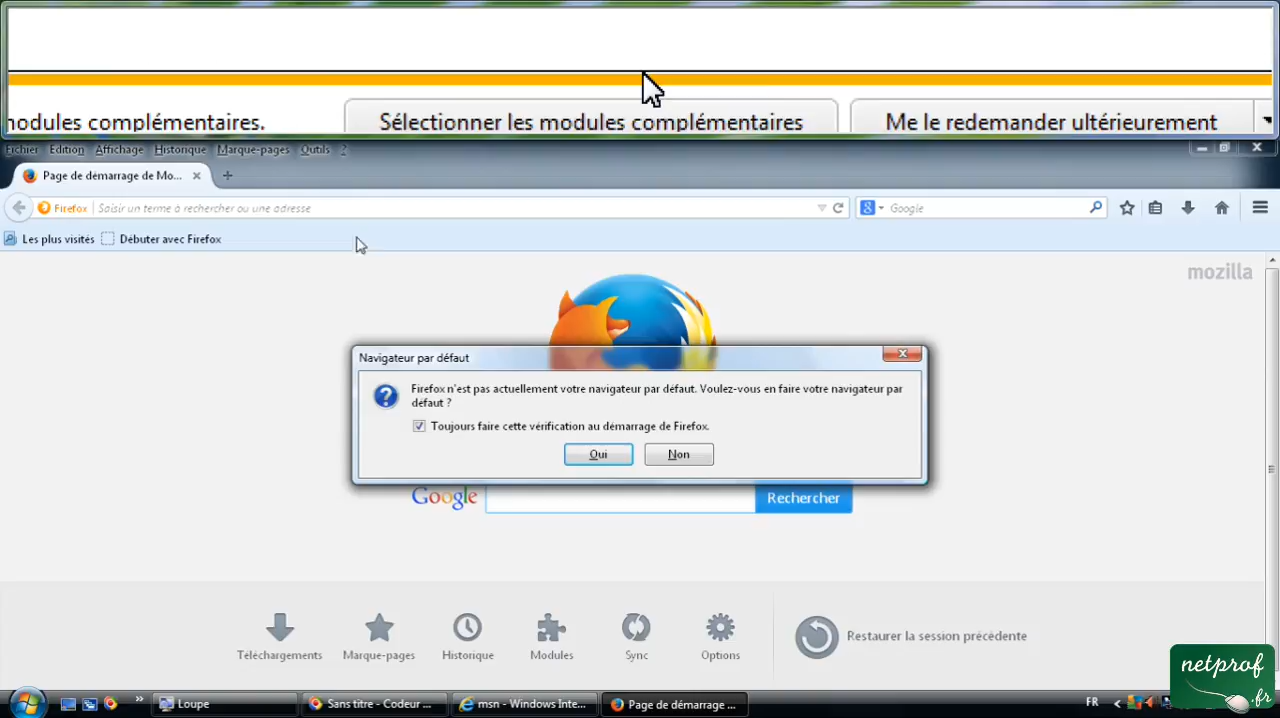 modules complémentaires. Sélectionner les modules complémentaires Me le redemander ultérieurement
Fichier Edition Affichage Historique Marque-pages Outils ?
Page de démarrage de Mo...
Firefox Saisir un terme à rechercher ou une adresse Google
Les plus visités Débuter avec Firefox
mozilla
Navigateur par défaut
Firefox n'est pas actuellement votre navigateur par défaut. Voulez-vous en faire votre navigateur par
défaut ?
Toujours faire cette vérification au démarrage de Firefox.
Oui Non
Google Rechercher
Téléchargements Marque-pages Historique Modules Sync Options Restaurer la session précédente
netprof
.fr
Loupe Sans titre - Codeur ... msn - Windows Inte... Page de démarrage ... FR